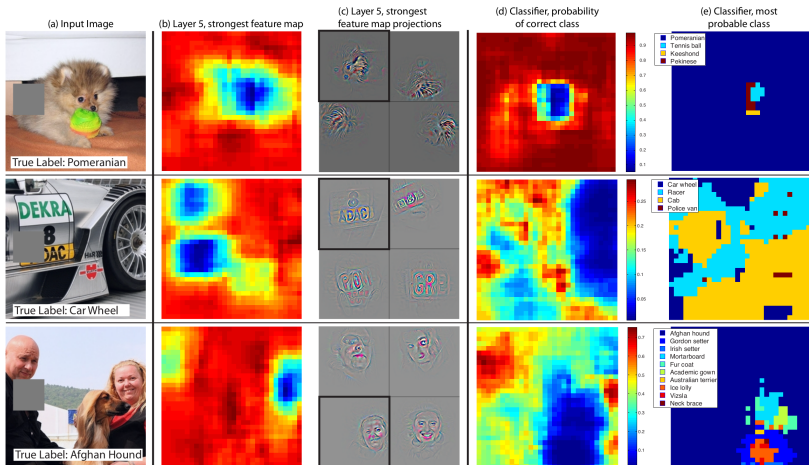 (a) Input Image
(b) Layer 5, strongest feature map
(c) Layer 5, strongest
feature map projections
(d) Classifier, probability
of correct class
(e) Classifier, most
probable class
True Label: Pomeranian
0.9
0.8
0.7
0.6
0.5
0.4
0.3
0.2
0.1
Pomeranian
Tennis ball
Keeshond
Pekinese
DEKRA
8
DAC
H&R
WÜRTH
True Label: Car Wheel
ADAC
0.25
0.2
0.15
0.1
0.05
Car wheel
Racer
Cab
Police van
True Label: Afghan Hound
0.7
0.6
0.5
0.4
0.3
0.2
0.1
Afghan hound
Gordon setter
Irish setter
Mortarboard
Fur coat
Academic gown
Australian terrier
Ice lolly
Vizsla
Neck brace